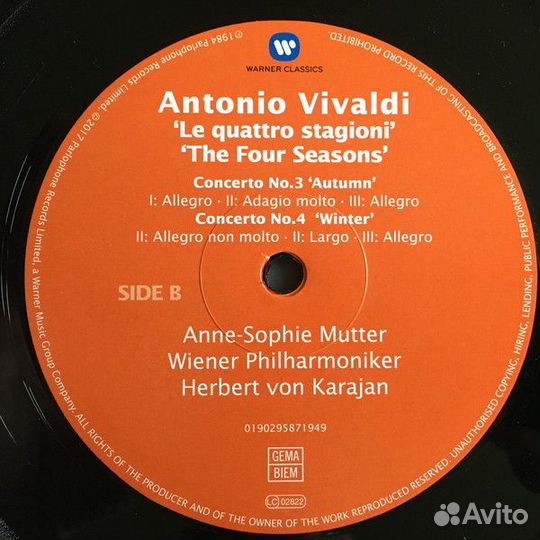 WARNER CLASSICS
Antonio Vivaldi
‘Le quattro stagioni’
‘The Four Seasons’
Concerto No.3 ‘Autumn’
I: Allegro · II: Adagio molto · III: Allegro
Concerto No.4 ‘Winter’
II: Allegro non molto · II: Largo · III: Allegro
SIDE B
Anne-Sophie Mutter
Wiener Philharmoniker
Herbert von Karajan
0190295871949
GEMA
BIEM
LC 02822
℗1984 Parlophone Records Limited. ©2017 Parlophone Records Limited, a Warner Music Group Company. ALL RIGHTS OF THE PRODUCER AND OF THE OWNER OF THE WORK REPRODUCED RESERVED. UNAUTHORISED COPYING, HIRING, LENDING, PUBLIC PERFORMANCE AND BROADCASTING OF THIS RECORD PROHIBITED.
Avito